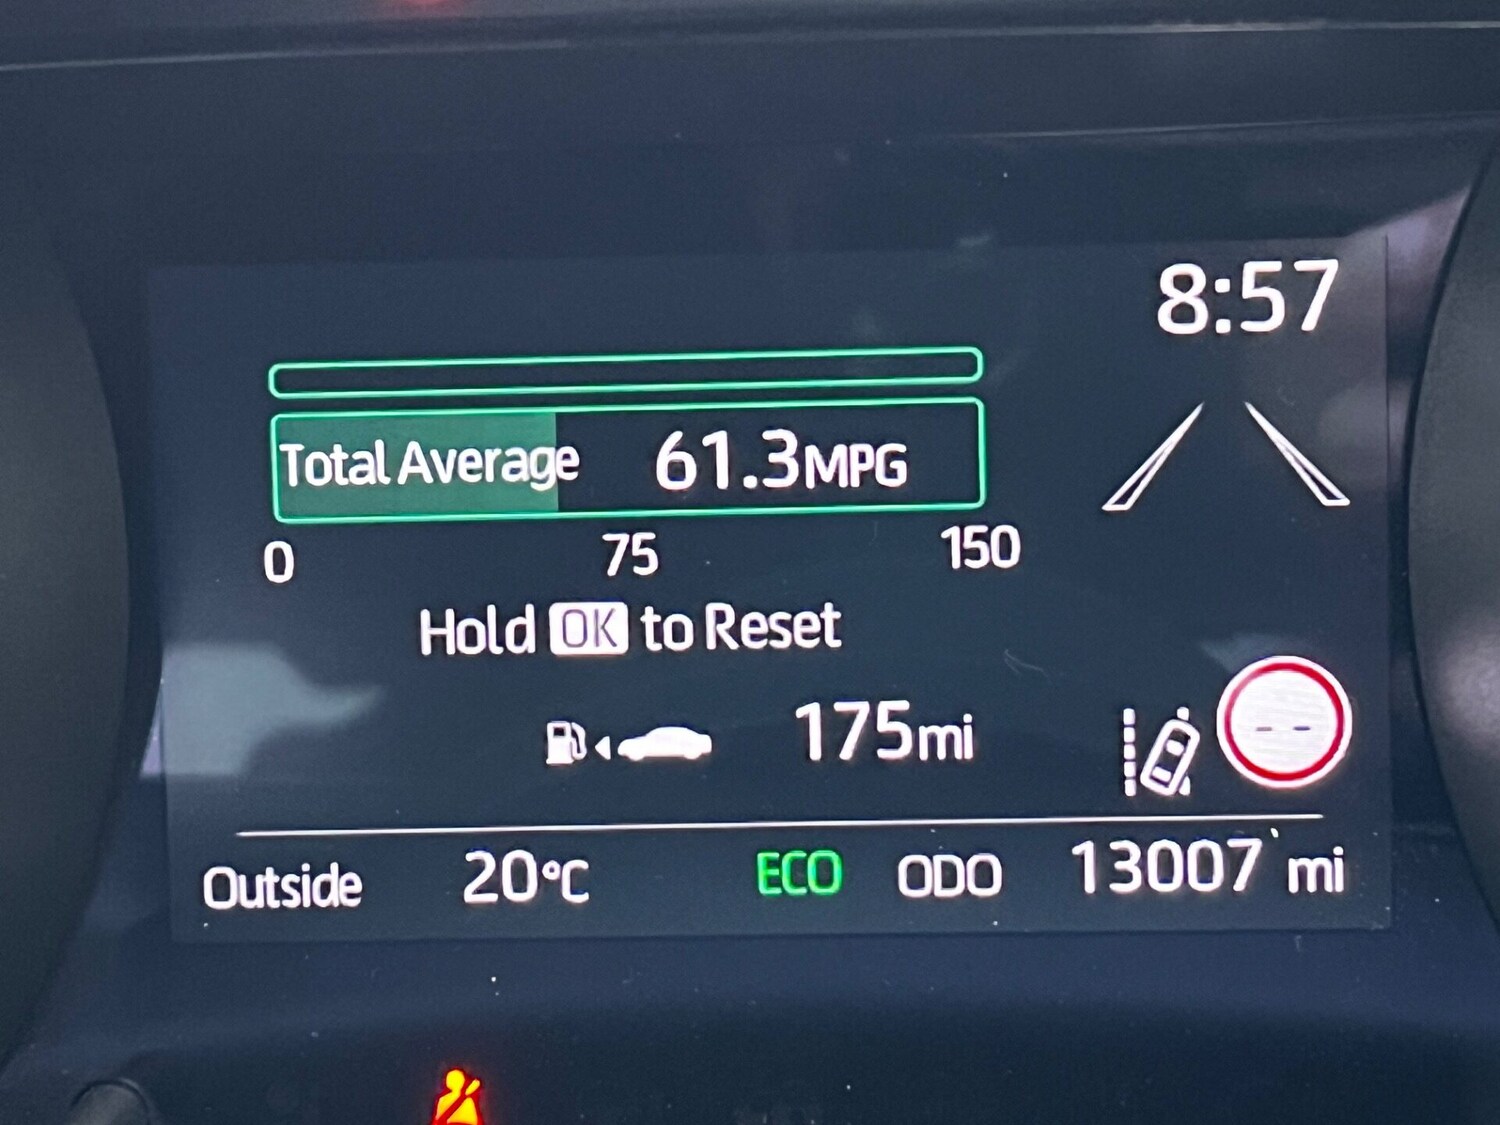 8:57
Total Average 61.3MPG
0 75 150
Hold OK to Reset
175mi
--
Outside 20°C ECO ODO 13007 mi